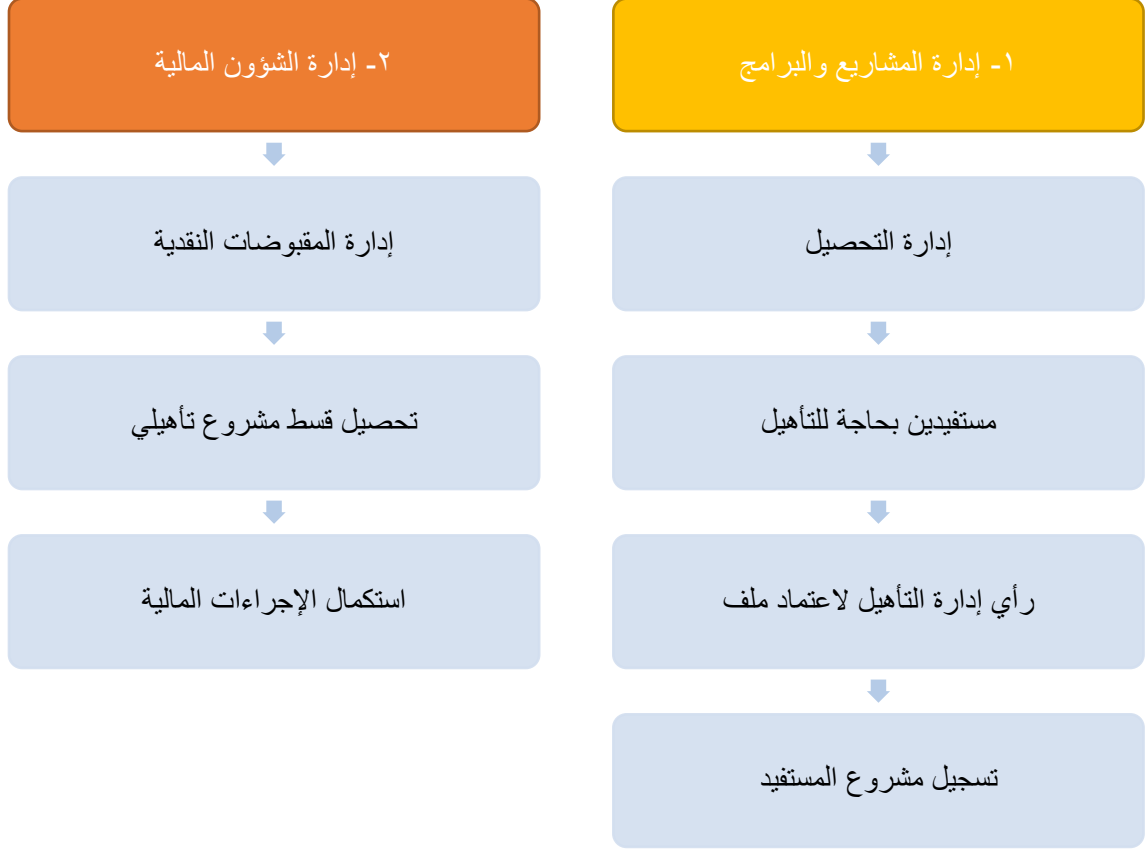 ١- إدارة المشاريع والبرامج
إدارة التحصيل
مستفيدين بحاجة للتأهيل
رأي إدارة التأهيل لاعتماد ملف
تسجيل مشروع المستفيد
٢- إدارة الشؤون المالية
إدارة المقبوضات النقدية
تحصيل قسط مشروع تأهيلي
استكمال الإجراءات المالية